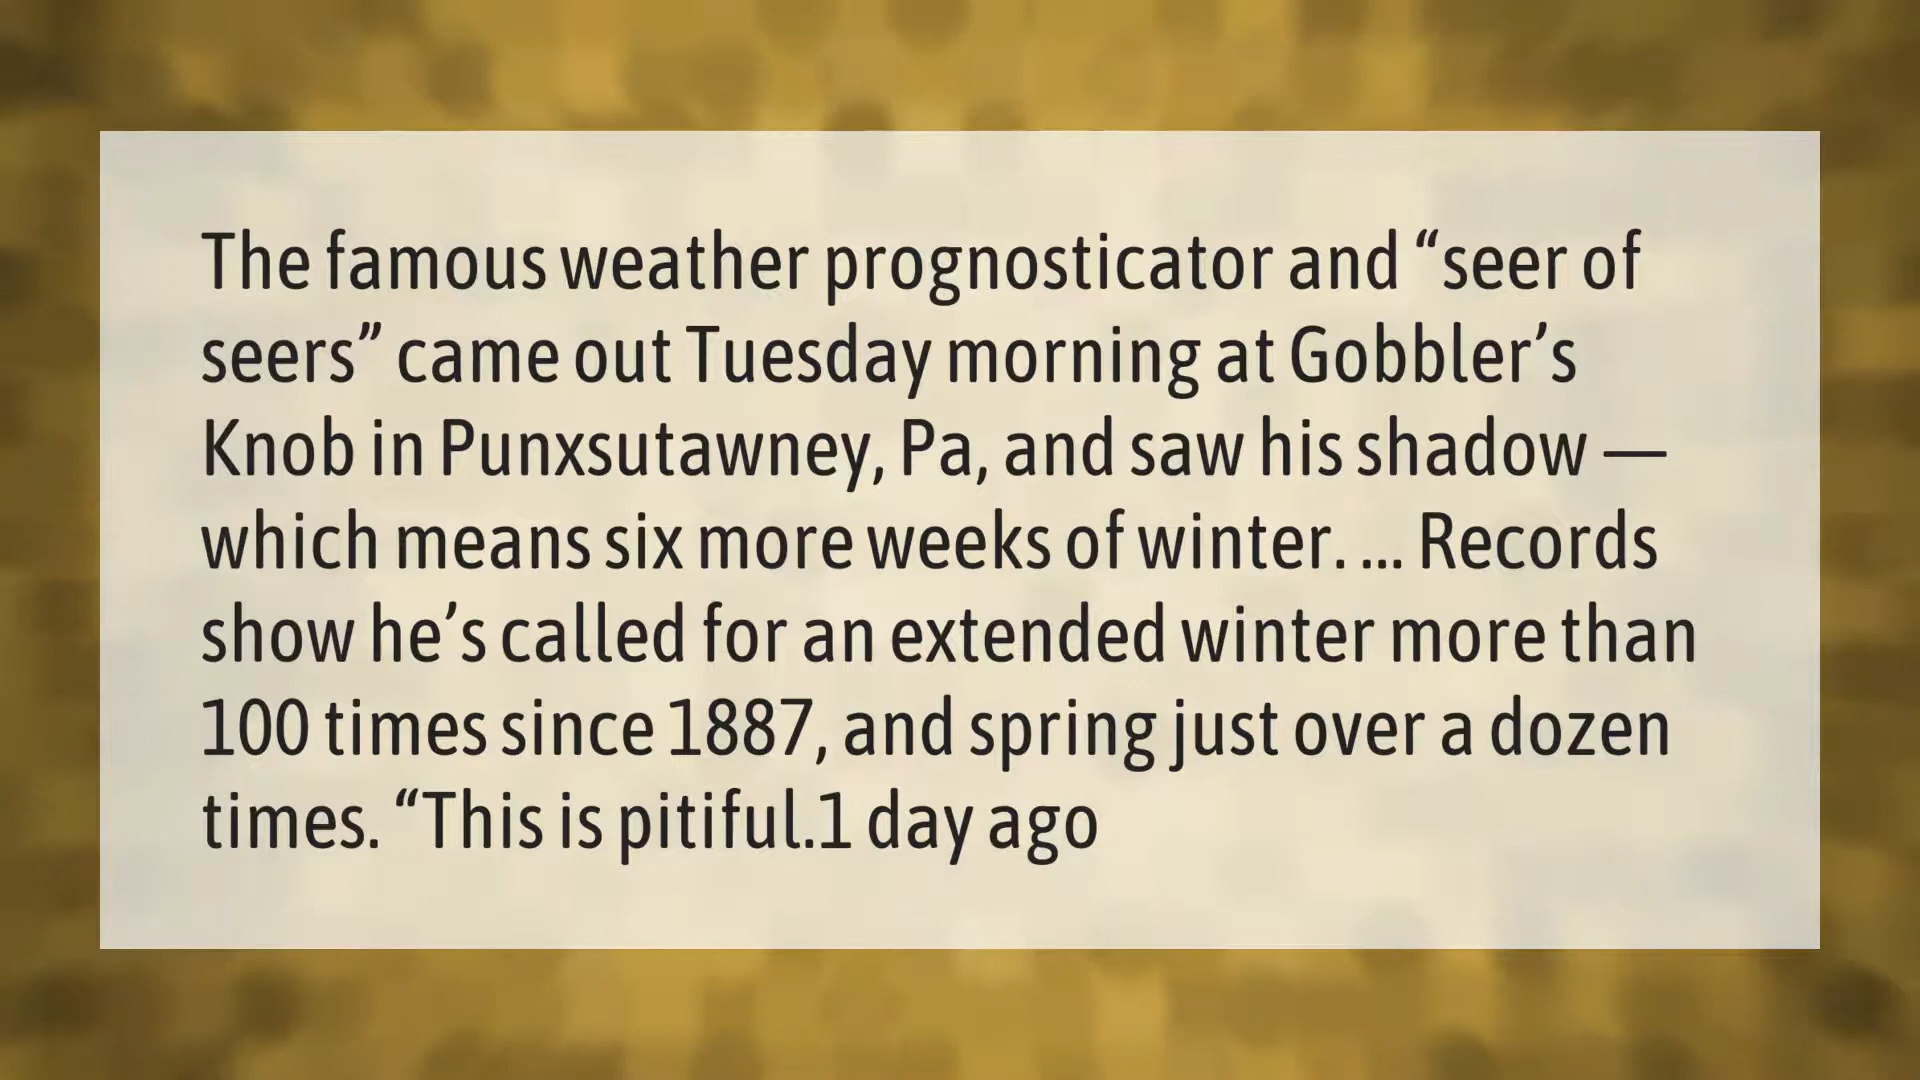 The famous weather prognosticator and “seer of
seers” came out Tuesday morning at Gobbler’s
Knob in Punxsutawney, Pa, and saw his shadow —
which means six more weeks of winter. ... Records
show he’s called for an extended winter more than
100 times since 1887, and spring just over a dozen
times. “This is pitiful.1 day ago